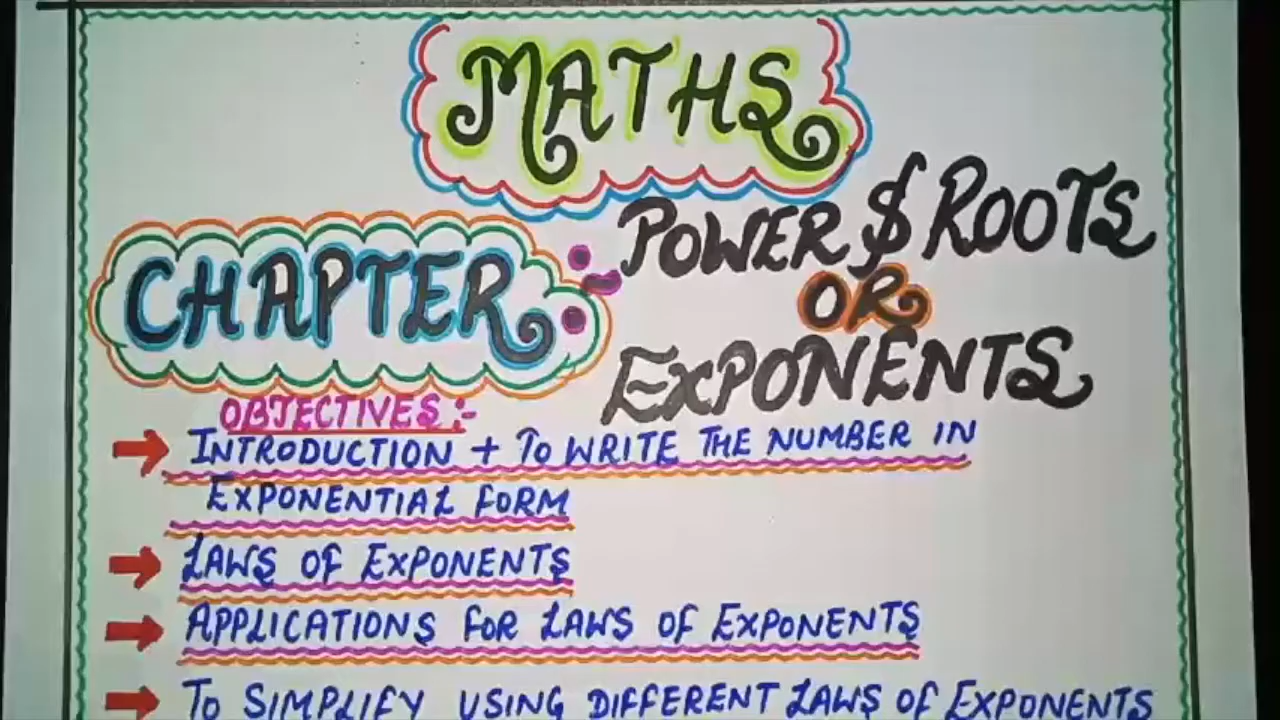 MATHS
CHAPTER :- POWER $ ROOTS
OR
EXPONENTS
OBJECTIVES :-
INTRODUCTION + TO WRITE THE NUMBER IN
EXPONENTIAL FORM
LAWS OF EXPONENTS
APPLICATIONS FOR LAWS OF EXPONENTS
TO SIMPLIFY USING DIFFERENT LAWS OF EXPONENTS